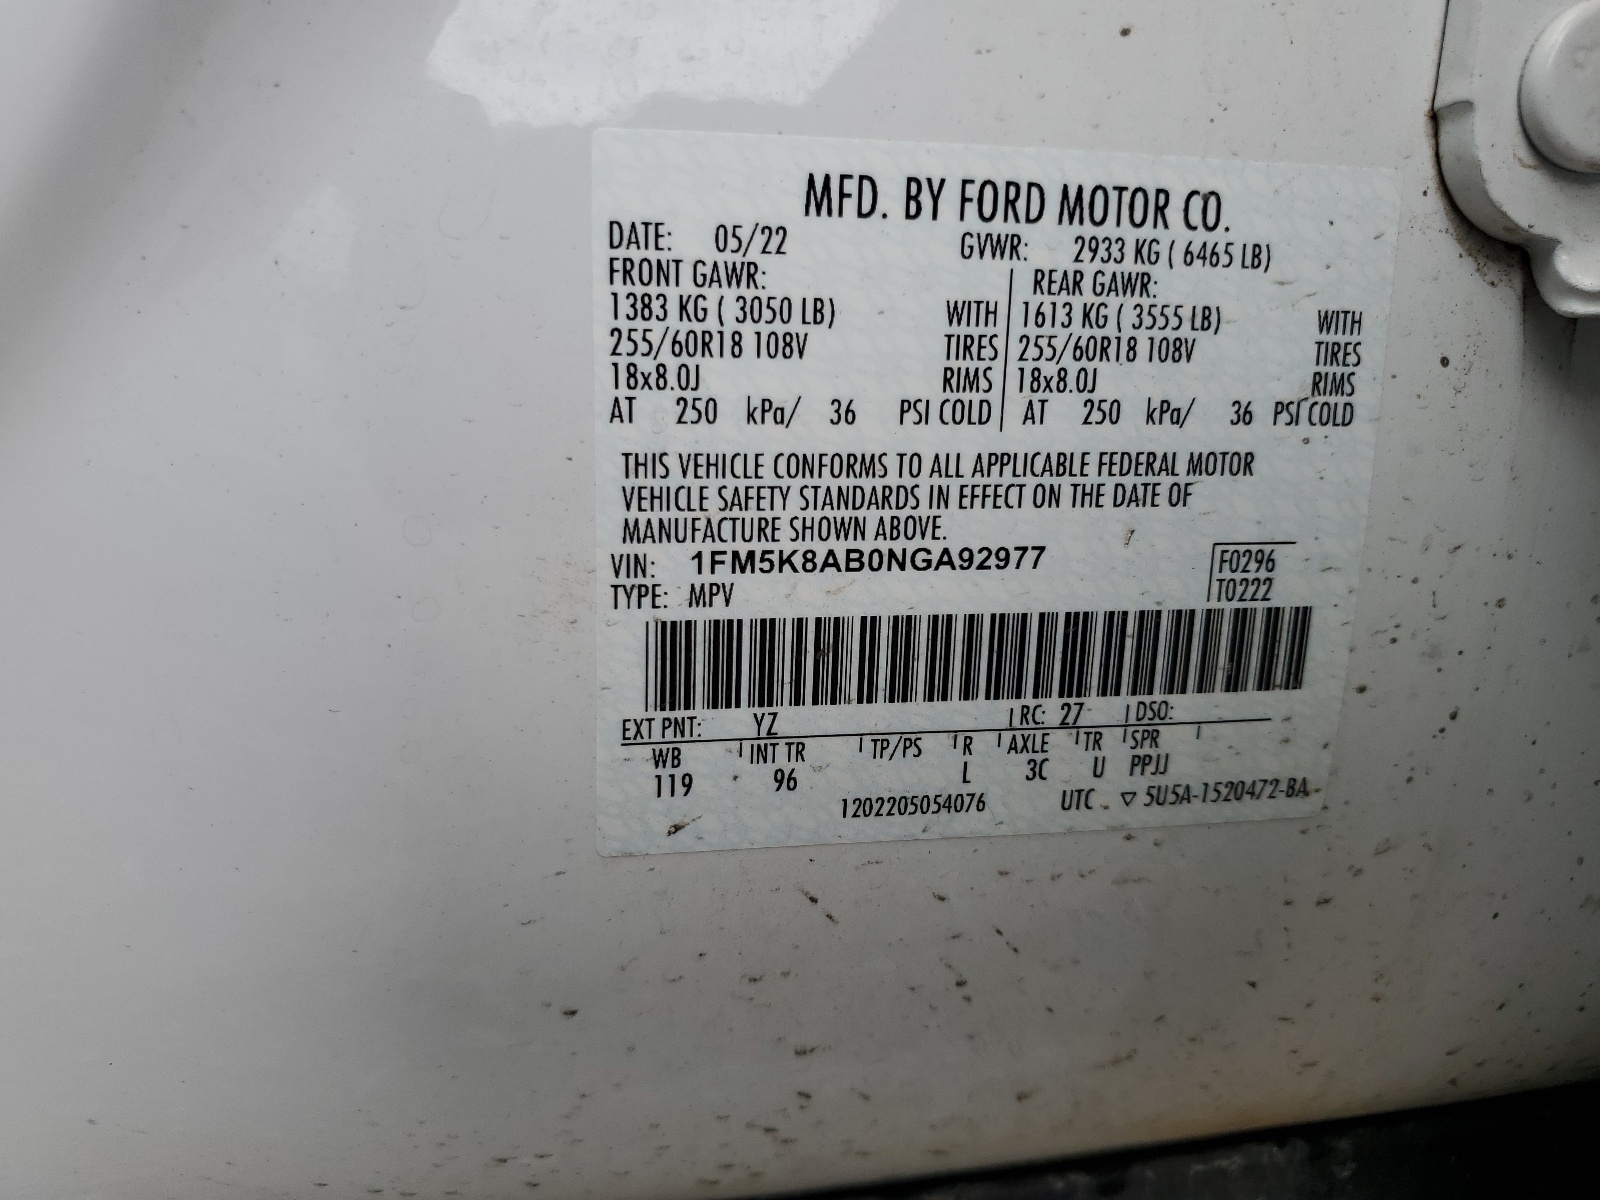 MFD. BY FORD MOTOR CO.
DATE: 05/22 GVWR: 2933 KG ( 6465 LB)
FRONT GAWR: REAR GAWR:
1383 KG ( 3050 LB) WITH 1613 KG ( 3555 LB) WITH
255/60R18 108V TIRES 255/60R18 108V TIRES
18x8.0J RIMS 18x8.0J RIMS
AT 250 kPa/ 36 PSI COLD AT 250 kPa/ 36 PSI COLD
THIS VEHICLE CONFORMS TO ALL APPLICABLE FEDERAL MOTOR
VEHICLE SAFETY STANDARDS IN EFFECT ON THE DATE OF
MANUFACTURE SHOWN ABOVE.
VIN: 1FM5K8AB0NGA92977 F0296
TYPE: MPV T0222
EXT PNT: YZ RC: 27 DSO:
WB INT TR TP/PS R AXLE TR SPR
119 96 L 3C U PPJJ
1202205054076 UTC ▽ 5U5A-1520472-BA